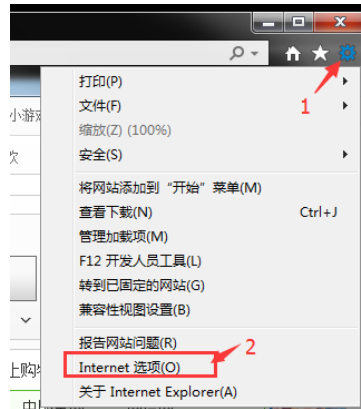 打印(P)
1
文件(F)
小游戏
缩放(Z) (100%)
安全(S)
将网站添加到“开始”菜单(M)
查看下载(N) Ctrl+J
管理加载项(M)
F12 开发人员工具(L)
转到已固定的网站(G)
兼容性视图设置(B)
报告网站问题(R)
2
Internet 选项(O)
上购
关于 Internet Explorer(A)